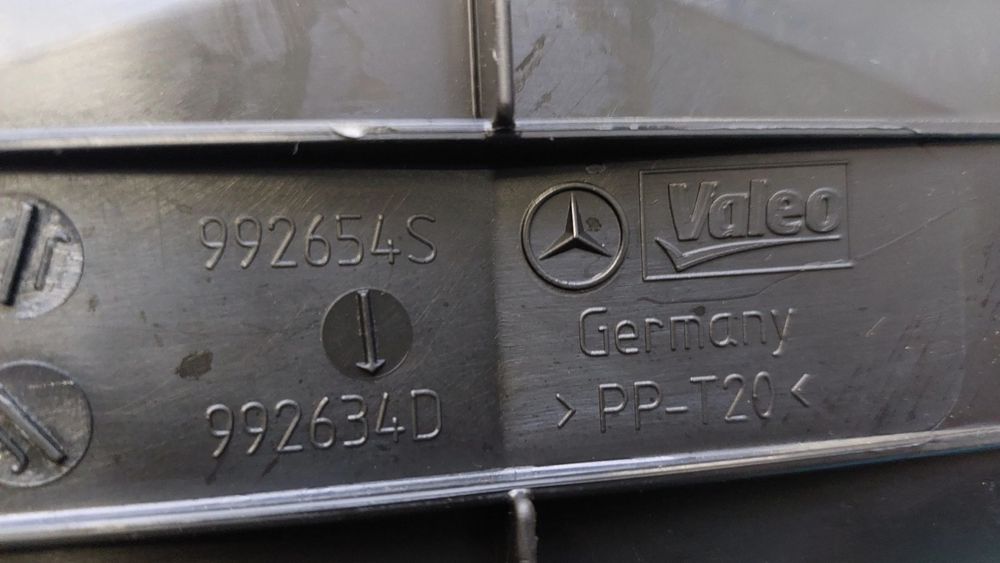 992654S
992634D
Valeo
Germany
>PP-T20<